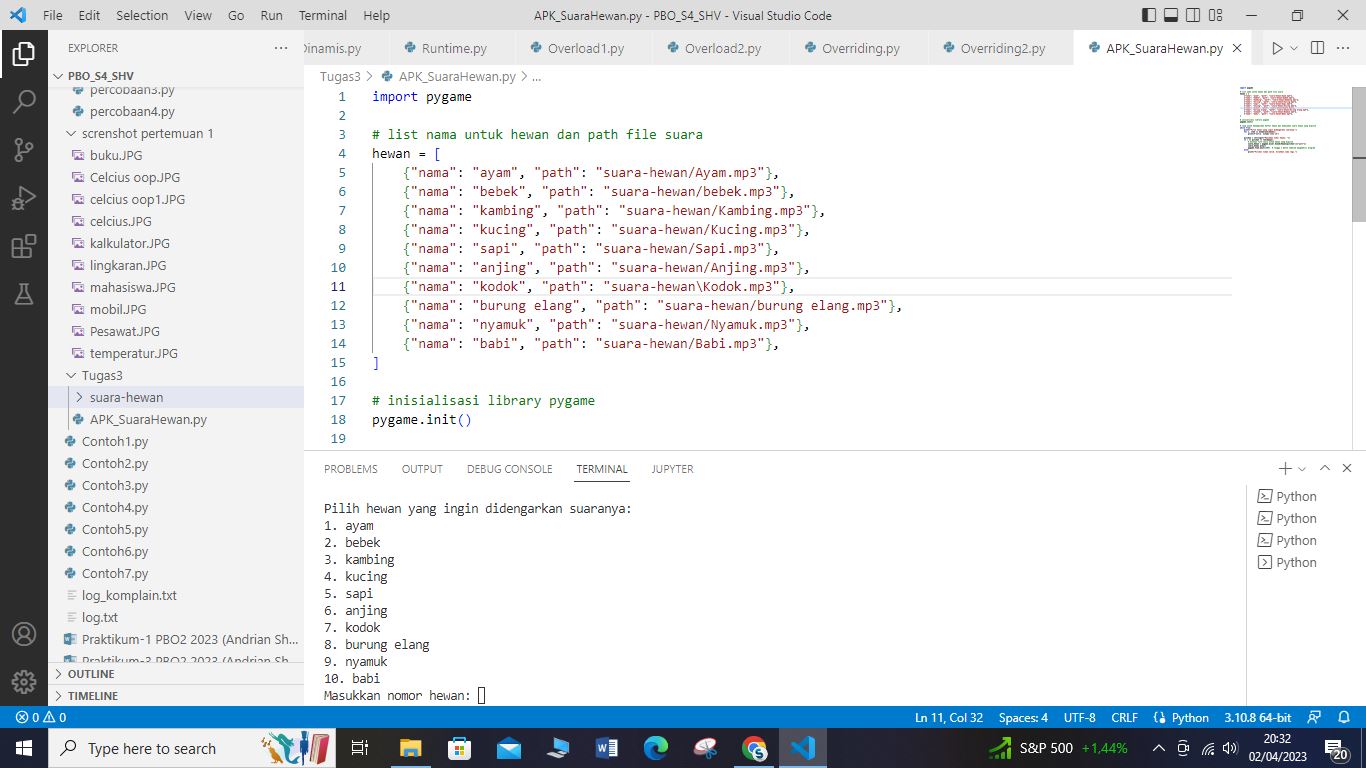 File Edit Selection View Go Run Terminal Help APK_SuaraHewan.py - PBO_S4_SHV - Visual Studio Code
EXPLORER
PBO_S4_SHV
percobaan3.py
percobaan4.py
scrnshot pertemuan 1
buku.JPG
Celcius oop.JPG
celcius oop1.JPG
celcius.JPG
kalkulator.JPG
lingkaran.JPG
mahasiswa.JPG
mobil.JPG
Pesawat.JPG
temperatur.JPG
Tugas3
suara-hewan
APK_SuaraHewan.py
Contoh1.py
Contoh2.py
Contoh3.py
Contoh4.py
Contoh5.py
Contoh6.py
Contoh7.py
log_komplain.txt
log.txt
Praktikum-1 PBO2 2023 (Andrian Sh...
Praktikum-3 PBO2 2023 (Andrian Sh
OUTLINE
TIMELINE
Dinamis.py Runtime.py Overload1.py Overload2.py Overriding.py Overriding2.py APK_SuaraHewan.py
Tugas3 > APK_SuaraHewan.py > ...
1 import pygame
2
3 # list nama untuk hewan dan path file suara
4 hewan = [
5 {"nama": "ayam", "path": "suara-hewan/Ayam.mp3"},
6 {"nama": "bebek", "path": "suara-hewan/bebek.mp3"},
7 {"nama": "kambing", "path": "suara-hewan/Kambing.mp3"},
8 {"nama": "kucing", "path": "suara-hewan/Kucing.mp3"},
9 {"nama": "sapi", "path": "suara-hewan/Sapi.mp3"},
10 {"nama": "anjing", "path": "suara-hewan/Anjing.mp3"},
11 {"nama": "kodok", "path": "suara-hewan\Kodok.mp3"},
12 {"nama": "burung elang", "path": "suara-hewan/burung elang.mp3"},
13 {"nama": "nyamuk", "path": "suara-hewan/Nyamuk.mp3"},
14 {"nama": "babi", "path": "suara-hewan/Babi.mp3"},
15 ]
16
17 # inisialisasi library pygame
18 pygame.init()
19
PROBLEMS OUTPUT DEBUG CONSOLE TERMINAL JUPYTER
Pilih hewan yang ingin didengarkan suaranya:
1. ayam
2. bebek
3. kambing
4. kucing
5. sapi
6. anjing
7. kodok
8. burung elang
9. nyamuk
10. babi
Masukkan nomor hewan:
Python
Python
Python
Python
0 0 Ln 11, Col 32 Spaces: 4 UTF-8 CRLF Python 3.10.8 64-bit
Type here to search S&P 500 +1,44% 20:32
02/04/2023
20